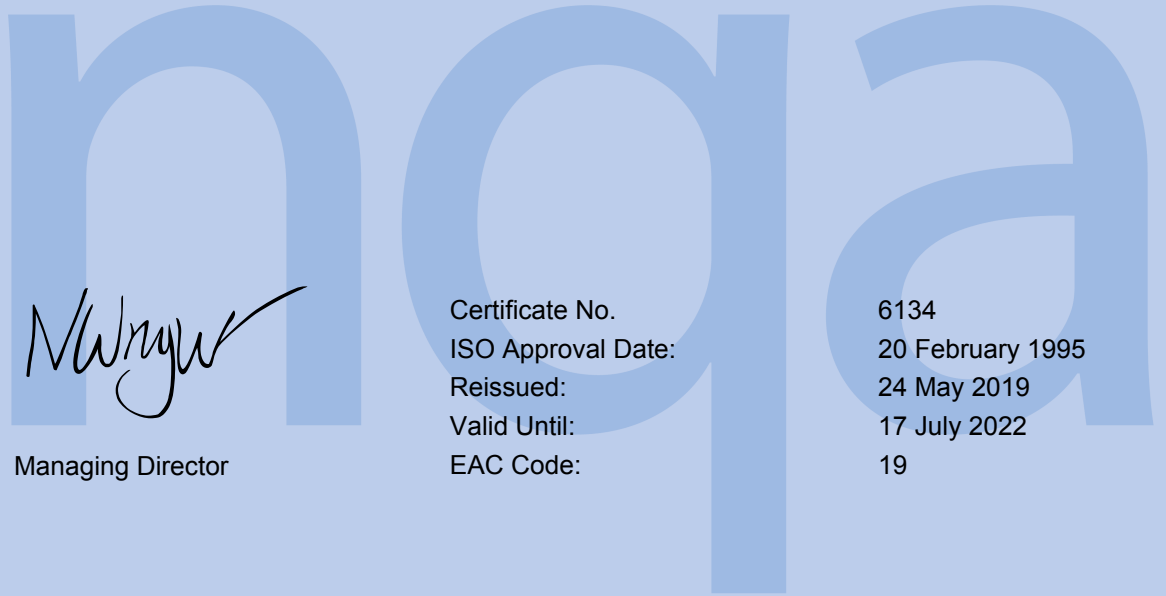 nqa
Certificate No. 6134
ISO Approval Date: 20 February 1995
Reissued: 24 May 2019
Valid Until: 17 July 2022
Managing Director EAC Code: 19